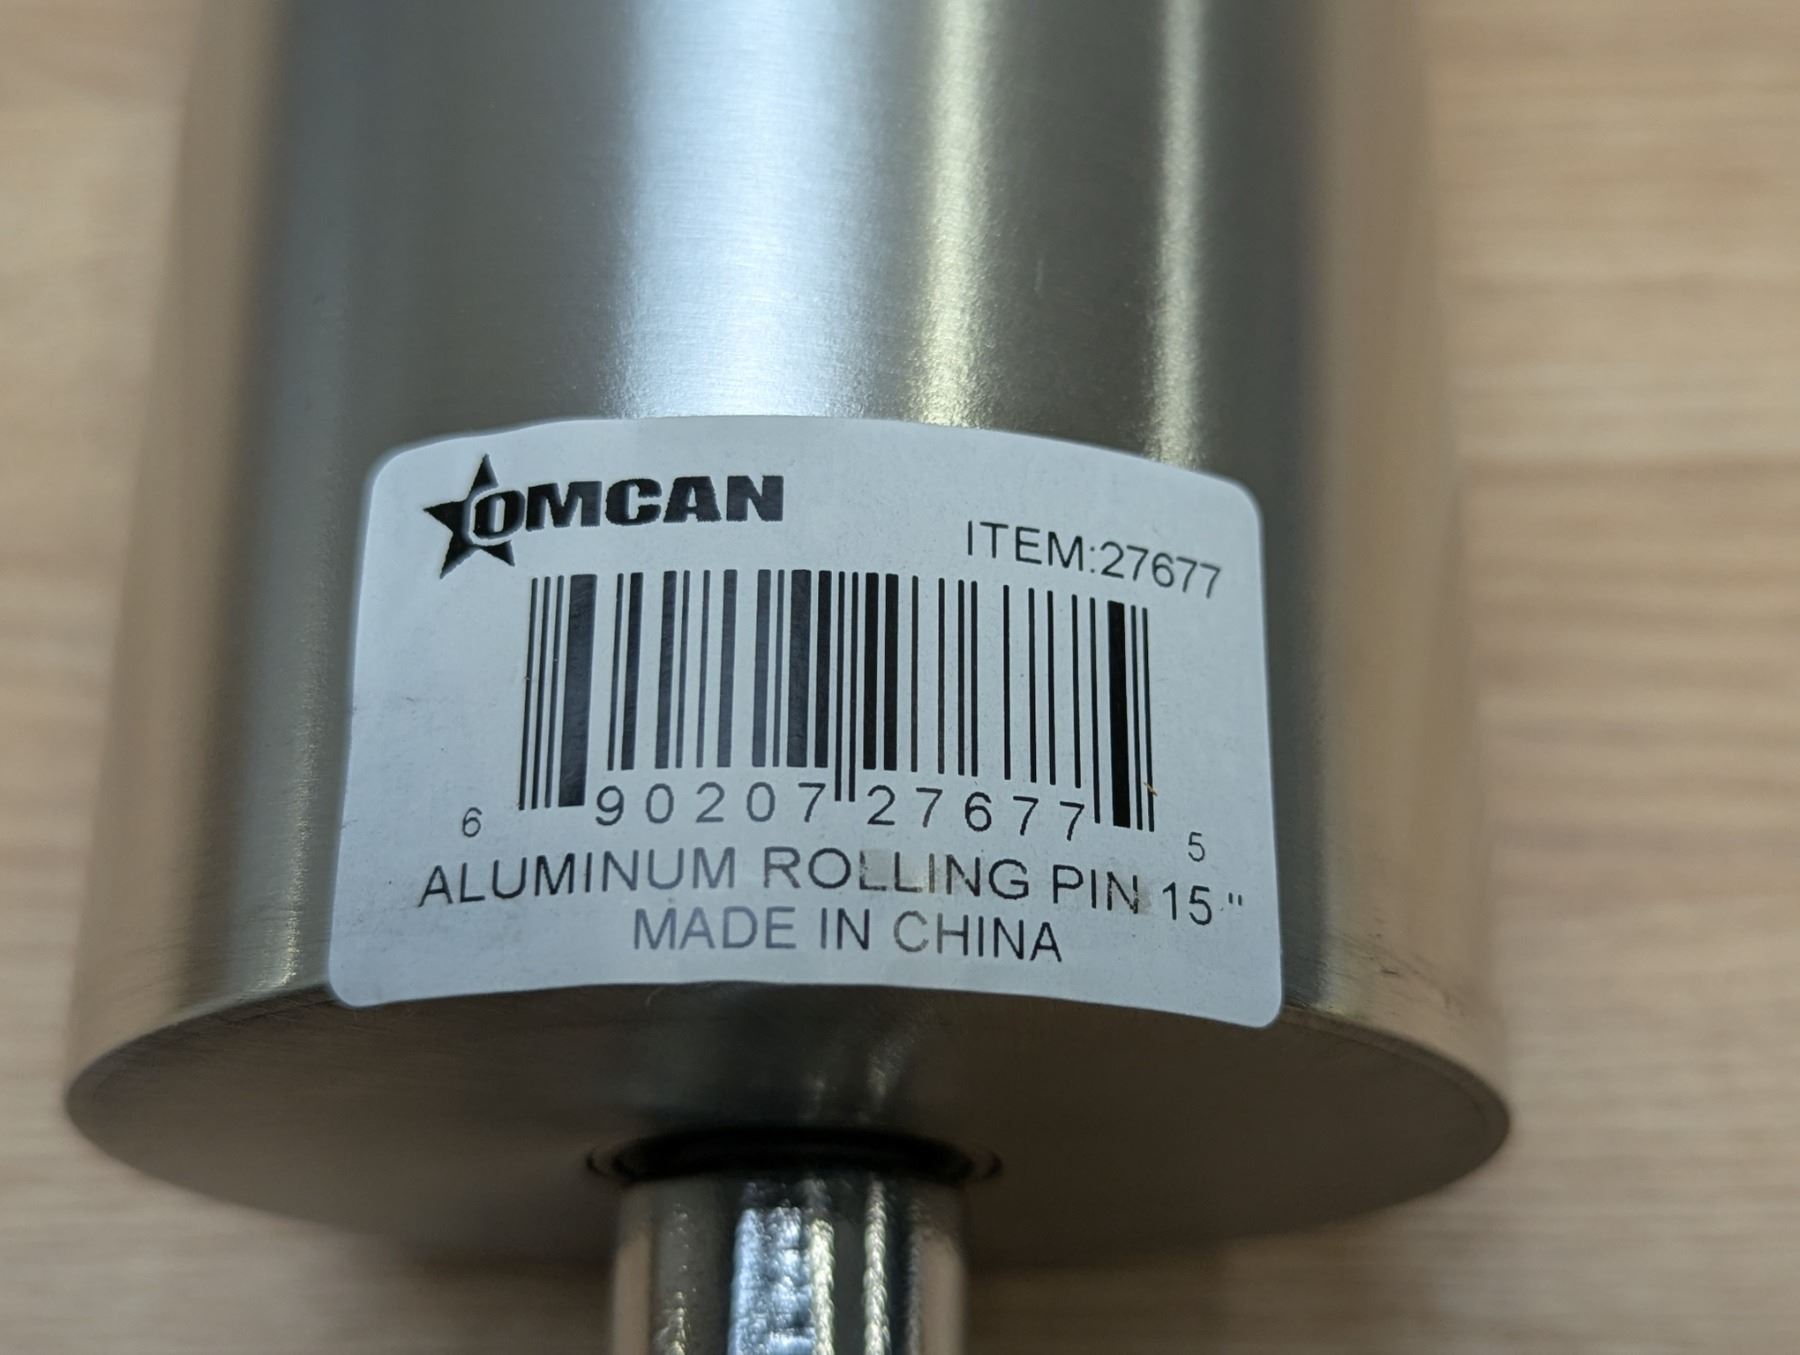 OMCAN
ITEM:27677
6 90207 27677 5
ALUMINUM ROLLING PIN 15"
MADE IN CHINA